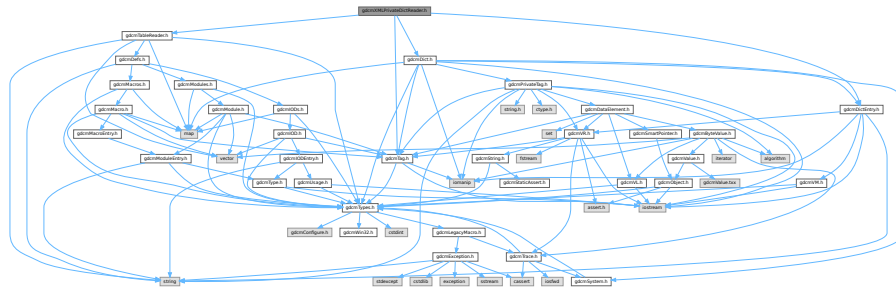 gdcmXMLPrivateDictReader.h
gdcmTableReader.h
gdcmDefs.h
gdcmDict.h
gdcmMacros.h
gdcmModules.h
gdcmPrivateTag.h
gdcmMacro.h
gdcmModule.h
gdcmIODs.h
string.h
ctype.h
gdcmDataElement.h
gdcmDictEntry.h
gdcmMacroEntry.h
map
gdcmIOD.h
set
gdcmVR.h
gdcmSmartPointer.h
gdcmByteValue.h
gdcmModuleEntry.h
vector
gdcmIODEntry.h
gdcmTag.h
gdcmString.h
fstream
gdcmValue.h
iterator
algorithm
gdcmType.h
gdcmUsage.h
iomanip
gdcmStaticAssert.h
gdcmVL.h
gdcmObject.h
gdcmValue.txx
gdcmVM.h
gdcmTypes.h
assert.h
iostream
gdcmConfigure.h
gdcmWin32.h
cstdint
gdcmLegacyMacro.h
gdcmException.h
gdcmTrace.h
string
stdexcept
cstdlib
exception
sstream
cassert
iosfwd
gdcmSystem.h